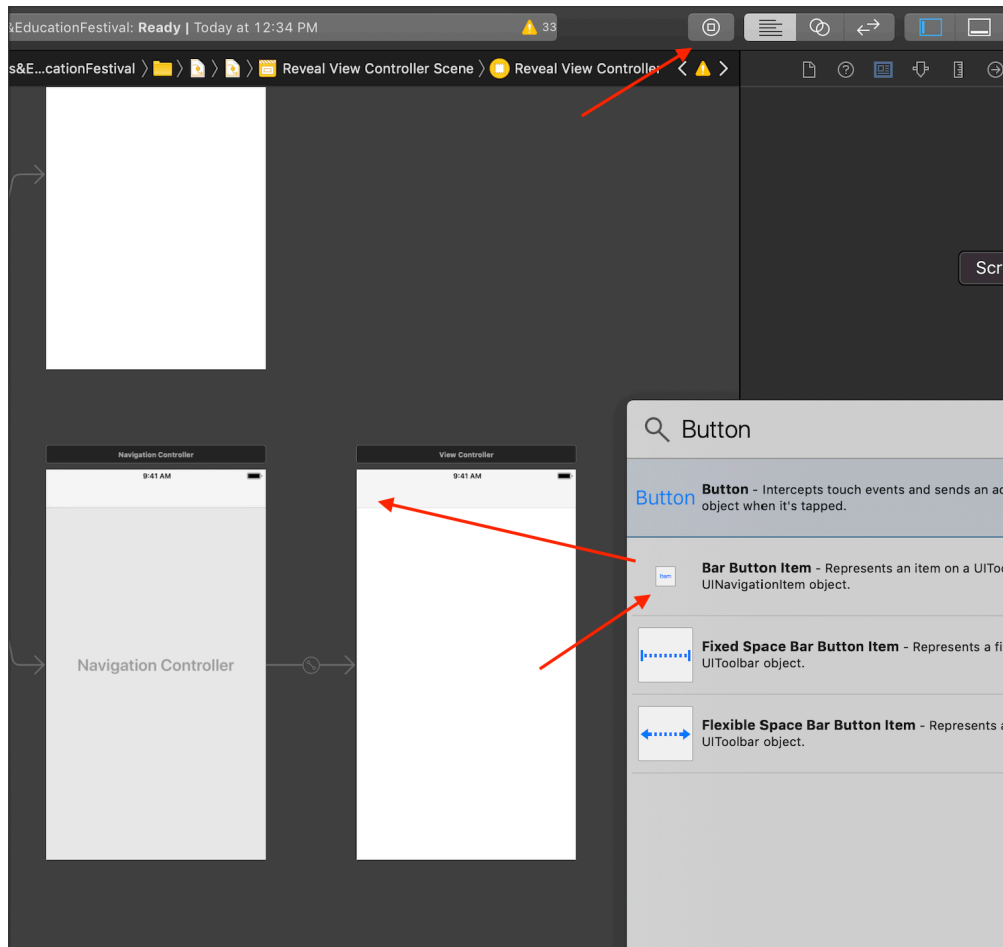 &EducationFestival: Ready | Today at 12:34 PM 33
s&E...cationFestival Reveal View Controller Scene Reveal View Controller
Scr
Button
Button Button - Intercepts touch events and sends an ac
object when it's tapped.
Navigation Controller
View Controller
9:41 AM
9:41 AM
Item Bar Button Item - Represents an item on a UIToo
UINavigationItem object.
Fixed Space Bar Button Item - Represents a fi
UIToolbar object.
Navigation Controller
Flexible Space Bar Button Item - Represents a
UIToolbar object.